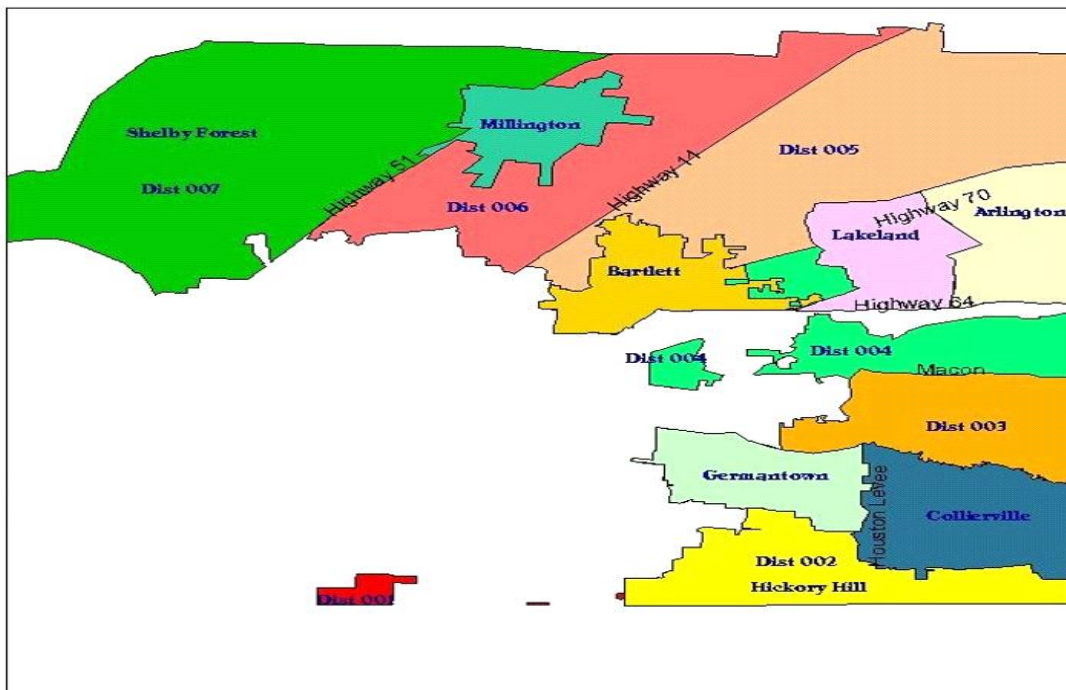 Shelby Forest
Millington
Dist 005
Dist 007
Highway 51
Dist 006
Highway 14
Highway 70
Arlington
Lakeland
Bartlett
Highway 64
Dist 004
Dist 004
Macon
Dist 003
Germantown
Houston Levee
Collierville
Dist 002
Hickory Hill
Dist 001